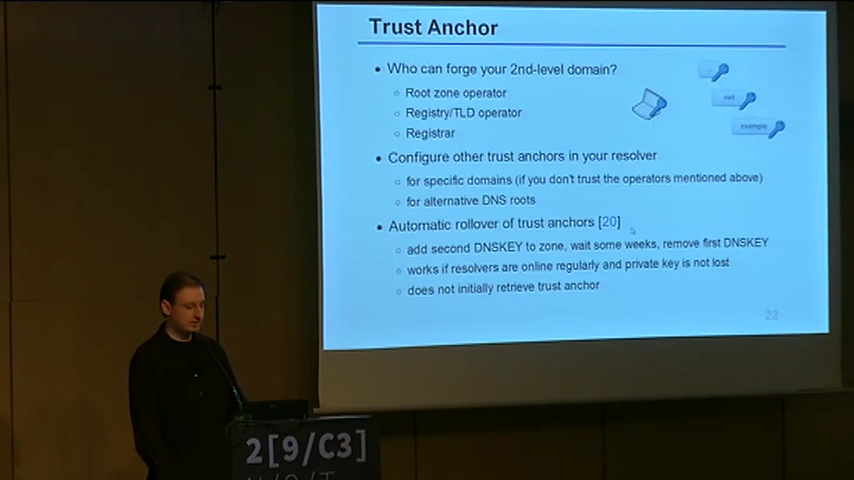 Trust Anchor
• Who can forge your 2nd-level domain?
○ Root zone operator
○ Registry/TLD operator
○ Registrar
net
example
• Configure other trust anchors in your resolver
○ for specific domains (if you don't trust the operators mentioned above)
○ for alternative DNS roots
• Automatic rollover of trust anchors [20]
○ add second DNSKEY to zone, wait some weeks, remove first DNSKEY
○ works if resolvers are online regularly and private key is not lost
○ does not initially retrieve trust anchor
22
2[9/C3]